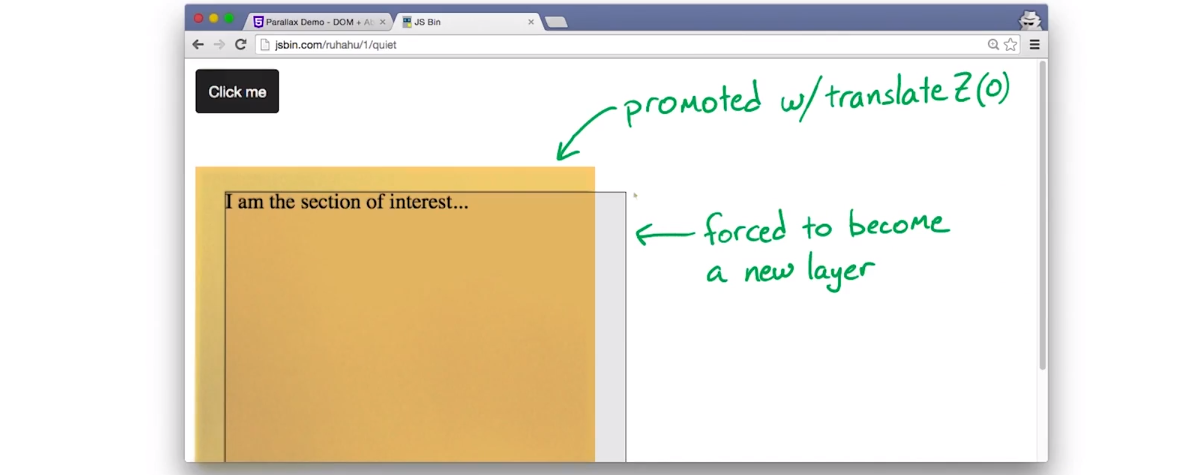 Parallax Demo - DOM + Ab
JS Bin
jsbin.com/ruhahu/1/quiet
Click me
promoted w/translateZ(0)
I am the section of interest...
forced to become
a new layer